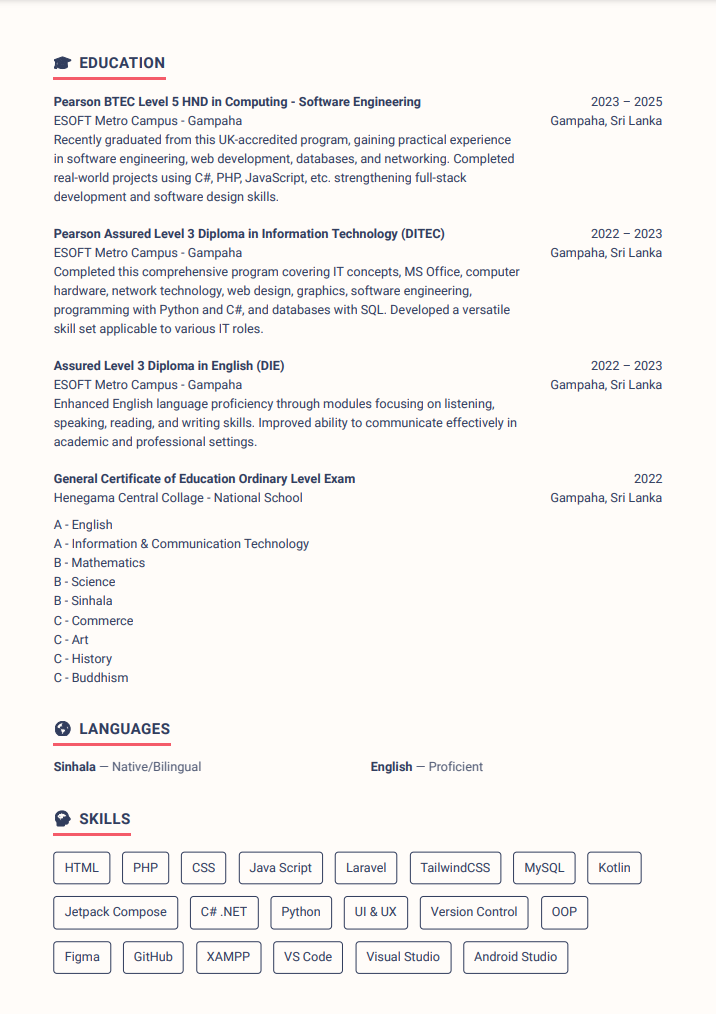 EDUCATION
Pearson BTEC Level 5 HND in Computing - Software Engineering 2023 – 2025
ESOFT Metro Campus - Gampaha Gampaha, Sri Lanka
Recently graduated from this UK-accredited program, gaining practical experience
in software engineering, web development, databases, and networking. Completed
real-world projects using C#, PHP, JavaScript, etc. strengthening full-stack
development and software design skills.
Pearson Assured Level 3 Diploma in Information Technology (DITEC) 2022 – 2023
ESOFT Metro Campus - Gampaha Gampaha, Sri Lanka
Completed this comprehensive program covering IT concepts, MS Office, computer
hardware, network technology, web design, graphics, software engineering,
programming with Python and C#, and databases with SQL. Developed a versatile
skill set applicable to various IT roles.
Assured Level 3 Diploma in English (DIE) 2022 – 2023
ESOFT Metro Campus - Gampaha Gampaha, Sri Lanka
Enhanced English language proficiency through modules focusing on listening,
speaking, reading, and writing skills. Improved ability to communicate effectively in
academic and professional settings.
General Certificate of Education Ordinary Level Exam 2022
Henegama Central Collage - National School Gampaha, Sri Lanka
A - English
A - Information & Communication Technology
B - Mathematics
B - Science
B - Sinhala
C - Commerce
C - Art
C - History
C - Buddhism
LANGUAGES
Sinhala — Native/Bilingual English — Proficient
SKILLS
HTML PHP CSS Java Script Laravel TailwindCSS MySQL Kotlin
Jetpack Compose C# .NET Python UI & UX Version Control OOP
Figma GitHub XAMPP VS Code Visual Studio Android Studio